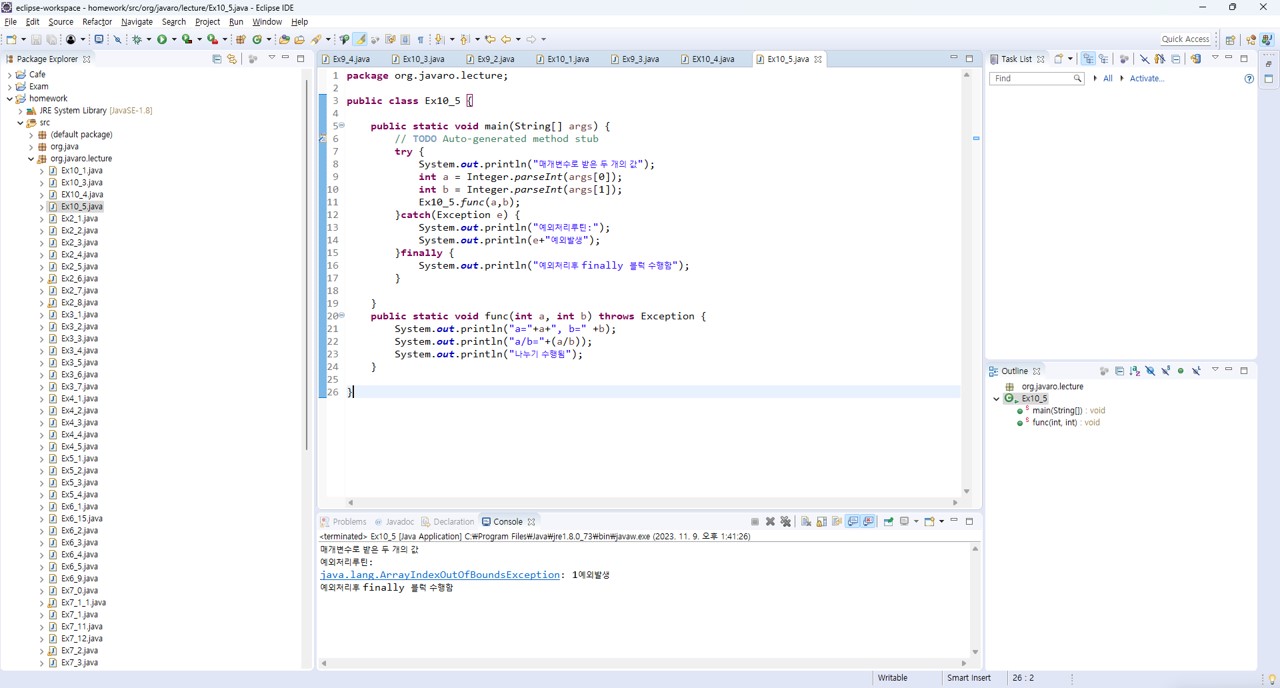 eclipse-workspace - homework/src/org/javaro/lecture/Ex10_5.java - Eclipse IDE
File Edit Source Refactor Navigate Search Project Run Window Help
Quick Access
Package Explorer
Cafe
Exam
homework
JRE System Library [JavaSE-1.8]
src
(default package)
org.java
org.javaro.lecture
Ex10_1.java
Ex10_3.java
EX10_4.java
Ex10_5.java
Ex2_1.java
Ex2_2.java
Ex2_3.java
Ex2_4.java
Ex2_5.java
Ex2_6.java
Ex2_7.java
Ex2_8.java
Ex3_1.java
Ex3_2.java
Ex3_3.java
Ex3_4.java
Ex3_5.java
Ex3_6.java
Ex3_7.java
Ex4_1.java
Ex4_2.java
Ex4_3.java
Ex4_4.java
Ex4_5.java
Ex5_1.java
Ex5_2.java
Ex5_3.java
Ex5_4.java
Ex6_1.java
Ex6_15.java
Ex6_2.java
Ex6_3.java
Ex6_4.java
Ex6_5.java
Ex6_9.java
Ex7_0.java
Ex7_1_1.java
Ex7_1.java
Ex7_11.java
Ex7_12.java
Ex7_2.java
Ex7_3.java
Ex9_4.java Ex10_3.java Ex9_2.java Ex10_1.java Ex9_3.java EX10_4.java Ex10_5.java
1 package org.javaro.lecture;
2
3 public class Ex10_5 {
4
5 public static void main(String[] args) {
6 // TODO Auto-generated method stub
7 try {
8 System.out.println("매개변수로 받은 두 개의 값");
9 int a = Integer.parseInt(args[0]);
10 int b = Integer.parseInt(args[1]);
11 Ex10_5.func(a,b);
12 }catch(Exception e) {
13 System.out.println("예외처리루틴:");
14 System.out.println(e+"예외발생");
15 }finally {
16 System.out.println("예외처리후 finally 블럭 수행함");
17 }
18
19 }
20 public static void func(int a, int b) throws Exception {
21 System.out.println("a="+a+", b=" +b);
22 System.out.println("a/b="+(a/b));
23 System.out.println("나누기 수행됨");
24 }
25
26 }
Problems Javadoc Declaration Console
<terminated> Ex10_5 [Java Application] C:₩Program Files₩Java₩jre1.8.0_73₩bin₩javaw.exe (2023. 11. 9. 오후 1:41:26)
매개변수로 받은 두 개의 값
예외처리루틴:
java.lang.ArrayIndexOutOfBoundsException: 1예외발생
예외처리후 finally 블럭 수행함
Task List
Find All Activate...
Outline
org.javaro.lecture
Ex10_5
main(String[]) : void
func(int, int) : void
Writable Smart Insert 26 : 2